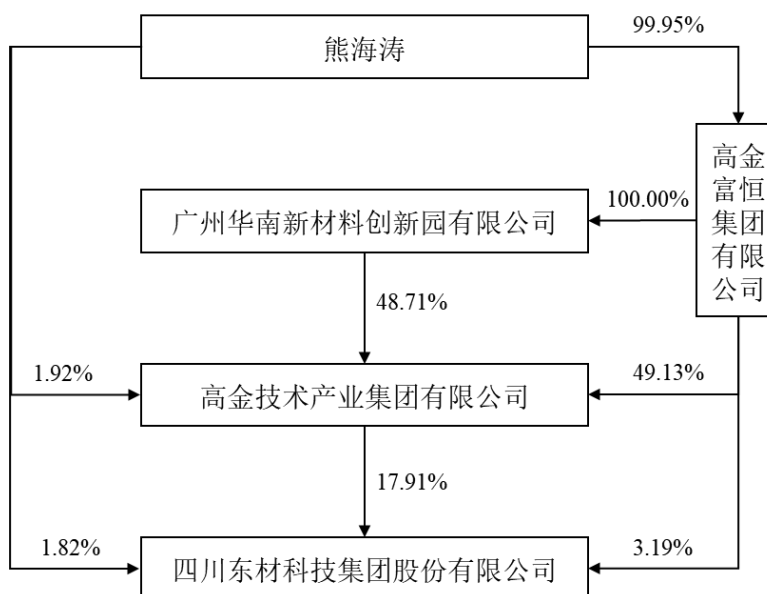 熊海涛
99.95%
高金
富恒
集团
有限
公司
广州华南新材料创新园有限公司
100.00%
48.71%
1.92%
高金技术产业集团有限公司
49.13%
17.91%
1.82%
四川东材科技集团股份有限公司
3.19%